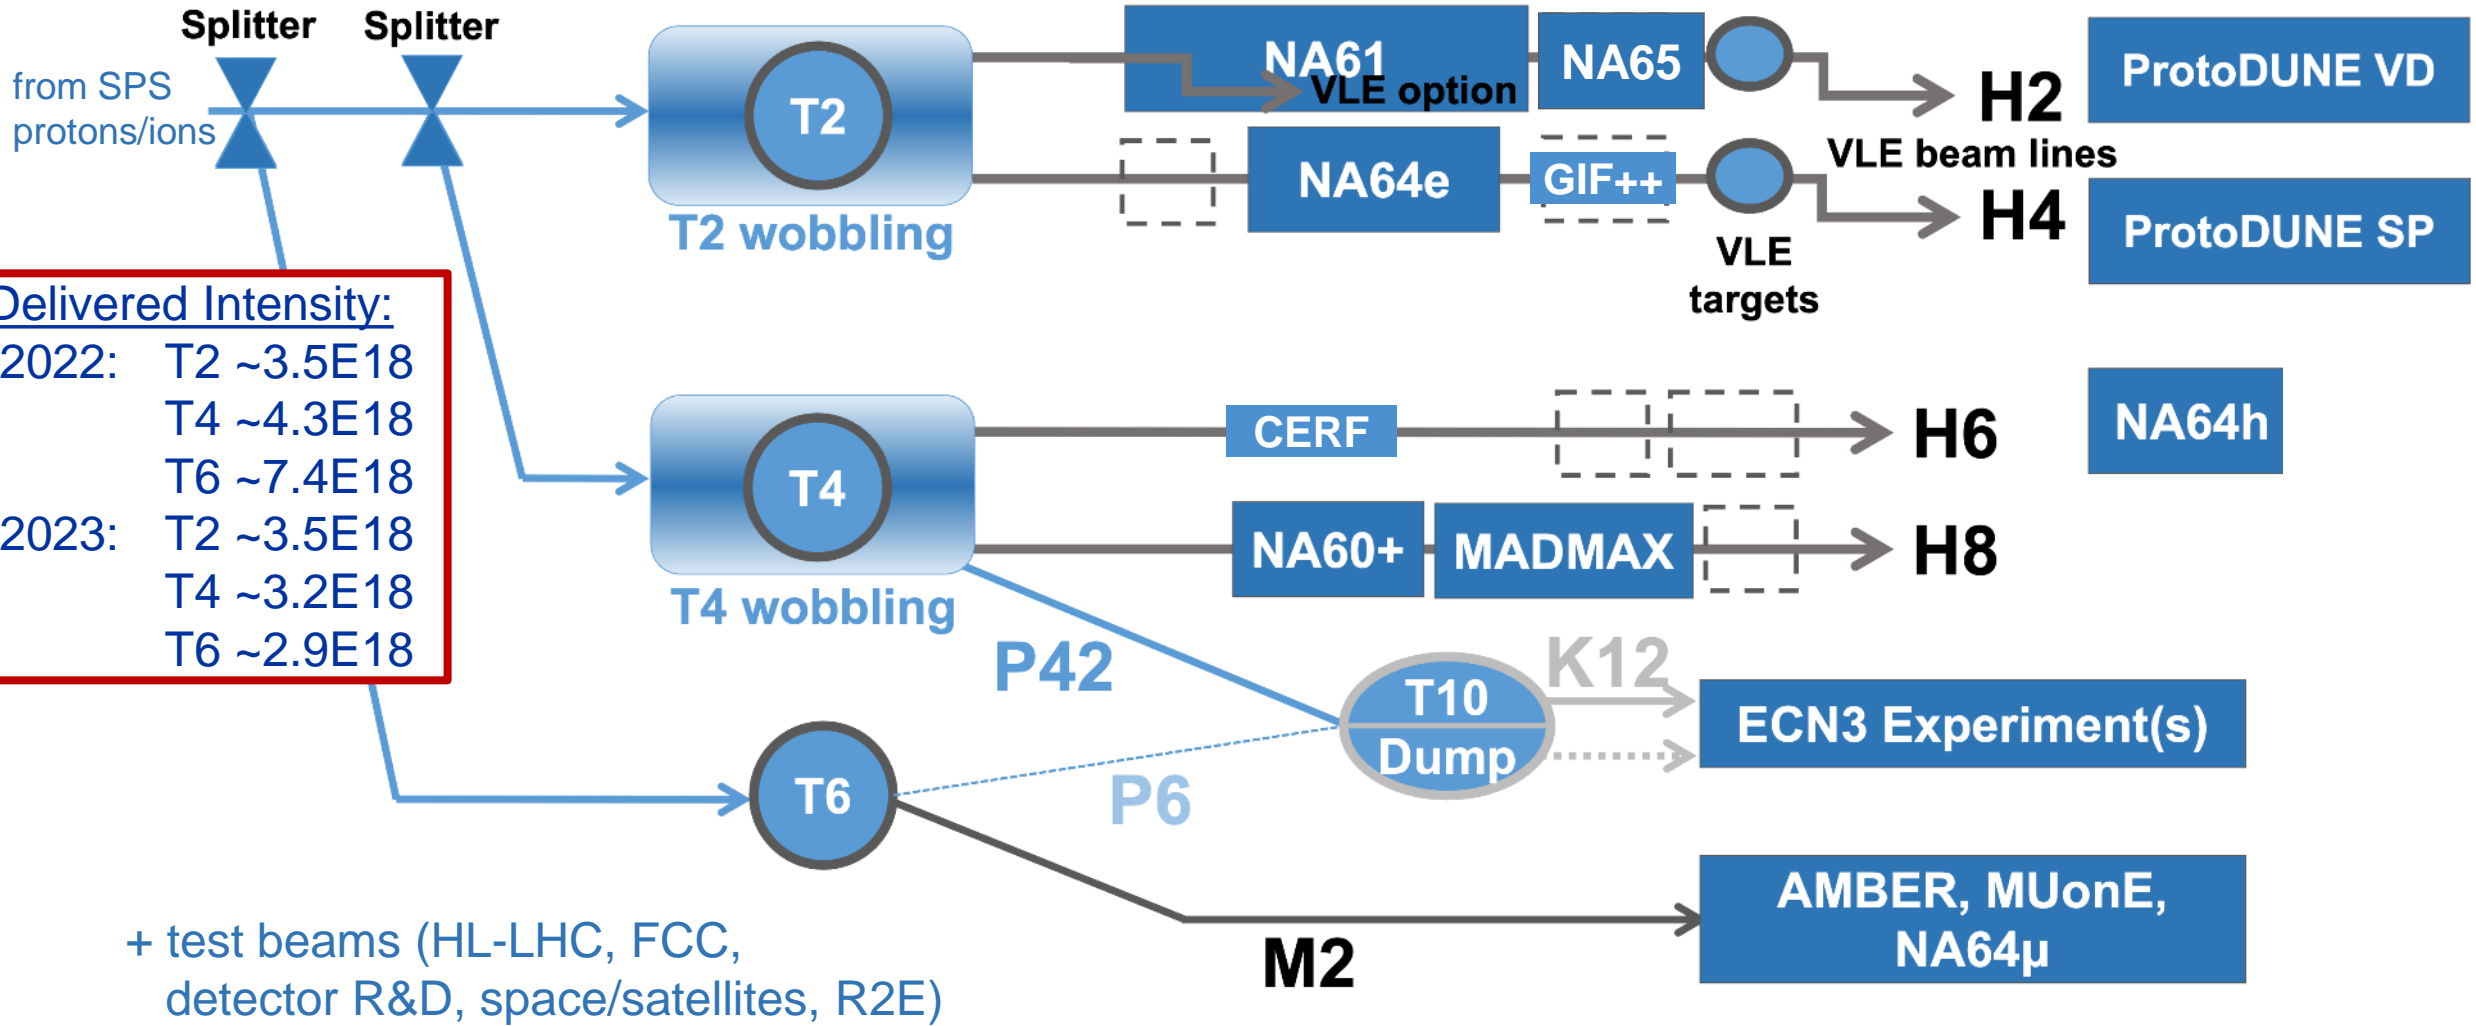 Splitter
Splitter
from SPS
protons/ions
T2
T2 wobbling
NA61
VLE option
NA65
H2
ProtoDUNE VD
VLE beam lines
NA64e
GIF++
H4
ProtoDUNE SP
VLE
targets
Delivered Intensity:
2022: T2 ~3.5E18
T4 ~4.3E18
T6 ~7.4E18
2023: T2 ~3.5E18
T4 ~3.2E18
T6 ~2.9E18
T4
T4 wobbling
CERF
H6
NA64h
NA60+
MADMAX
H8
P42
K12
T10
Dump
ECN3 Experiment(s)
P6
T6
M2
AMBER, MUonE,
NA64μ
+ test beams (HL-LHC, FCC,
detector R&D, space/satellites, R2E)